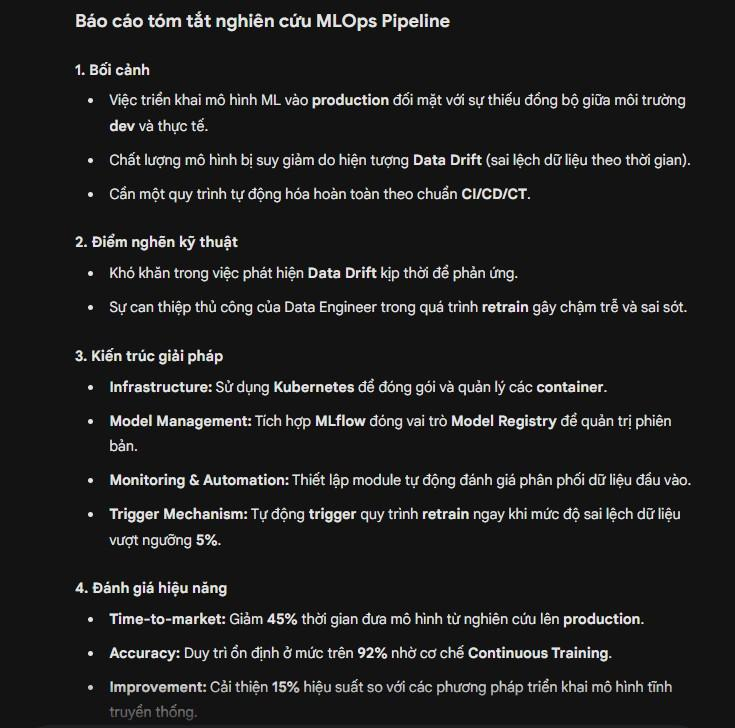 Báo cáo tóm tắt nghiên cứu MLOps Pipeline
1. Bối cảnh
• Việc triển khai mô hình ML vào production đối mặt với sự thiếu đồng bộ giữa môi trường
dev và thực tế.
• Chất lượng mô hình bị suy giảm do hiện tượng Data Drift (sai lệch dữ liệu theo thời gian).
• Cần một quy trình tự động hóa hoàn toàn theo chuẩn CI/CD/CT.
2. Điểm nghẽn kỹ thuật
• Khó khăn trong việc phát hiện Data Drift kịp thời để phản ứng.
• Sự can thiệp thủ công của Data Engineer trong quá trình retrain gây chậm trễ và sai sót.
3. Kiến trúc giải pháp
• Infrastructure: Sử dụng Kubernetes để đóng gói và quản lý các container.
• Model Management: Tích hợp MLflow đóng vai trò Model Registry để quản trị phiên
bản.
• Monitoring & Automation: Thiết lập module tự động đánh giá phân phối dữ liệu đầu vào.
• Trigger Mechanism: Tự động trigger quy trình retrain ngay khi mức độ sai lệch dữ liệu
vượt ngưỡng 5%.
4. Đánh giá hiệu năng
• Time-to-market: Giảm 45% thời gian đưa mô hình từ nghiên cứu lên production.
• Accuracy: Duy trì ổn định ở mức trên 92% nhờ cơ chế Continuous Training.
• Improvement: Cải thiện 15% hiệu suất so với các phương pháp triển khai mô hình tĩnh
truyền thống.